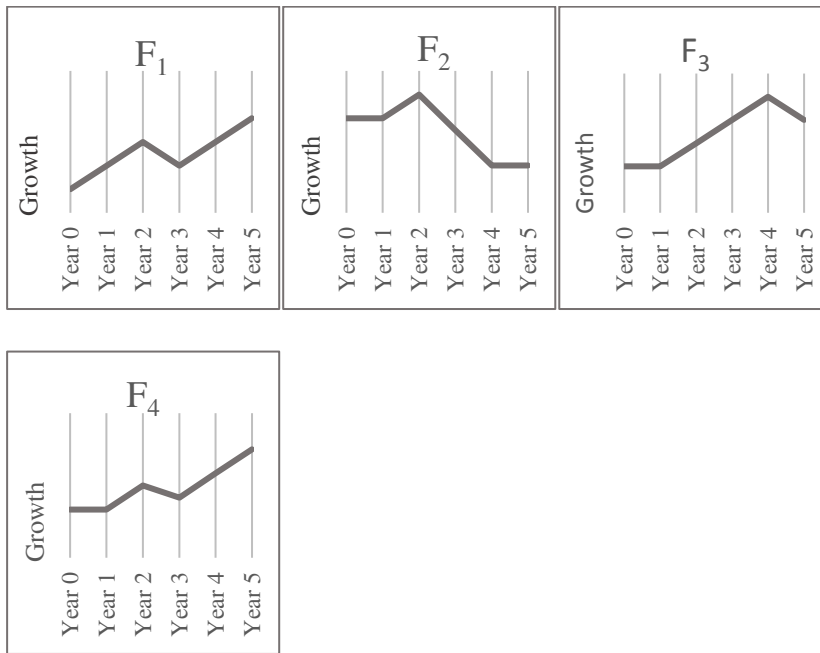 F₁
Growth
Year 0
Year 1
Year 2
Year 3
Year 4
Year 5
F₂
Growth
Year 0
Year 1
Year 2
Year 3
Year 4
Year 5
F₃
Growth
Year 0
Year 1
Year 2
Year 3
Year 4
Year 5
F₄
Growth
Year 0
Year 1
Year 2
Year 3
Year 4
Year 5